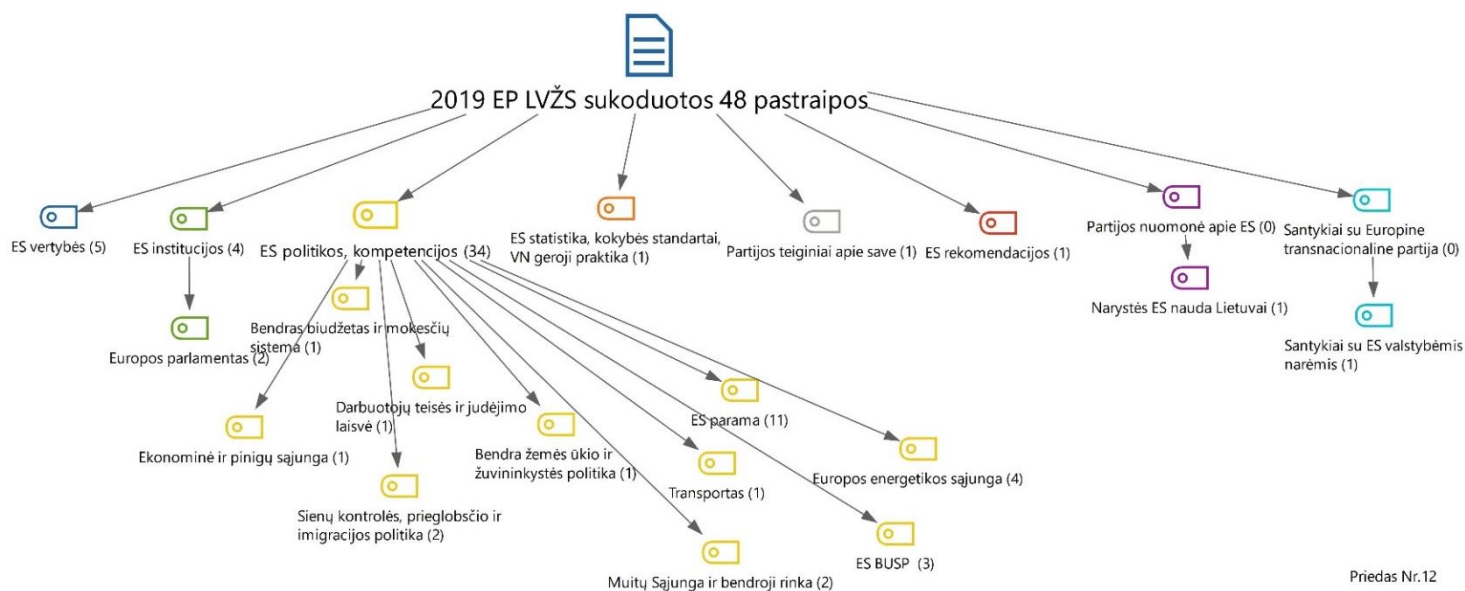 2019 EP LVŽS sukoduotos 48 pastraipos
ES vertybės (5)
ES institucijos (4)
ES politikos, kompetencijos (34)
ES statistika, kokybės standartai,
VN geroji praktika (1)
Partijos teiginiai apie save (1)
ES rekomendacijos (1)
Partijos nuomonė apie ES (0)
Santykiai su Europine
transnacionaline partija (0)
Europos parlamentas (2)
Bendras biudžetas ir mokesčių
sistema (1)
Narystės ES nauda Lietuvai (1)
Santykiai su ES valstybėmis
narėmis (1)
Ekonominė ir pinigų sąjunga (1)
Darbuotojų teisės ir judėjimo
laisvė (1)
Bendra žemės ūkio ir
žuvininkystės politika (1)
ES parama (11)
Europos energetikos sąjunga (4)
Sienų kontrolės, prieglobsčio ir
imigracijos politika (2)
Transportas (1)
Muitų Sąjunga ir bendroji rinka (2)
ES BUSP (3)
Priedas Nr.12